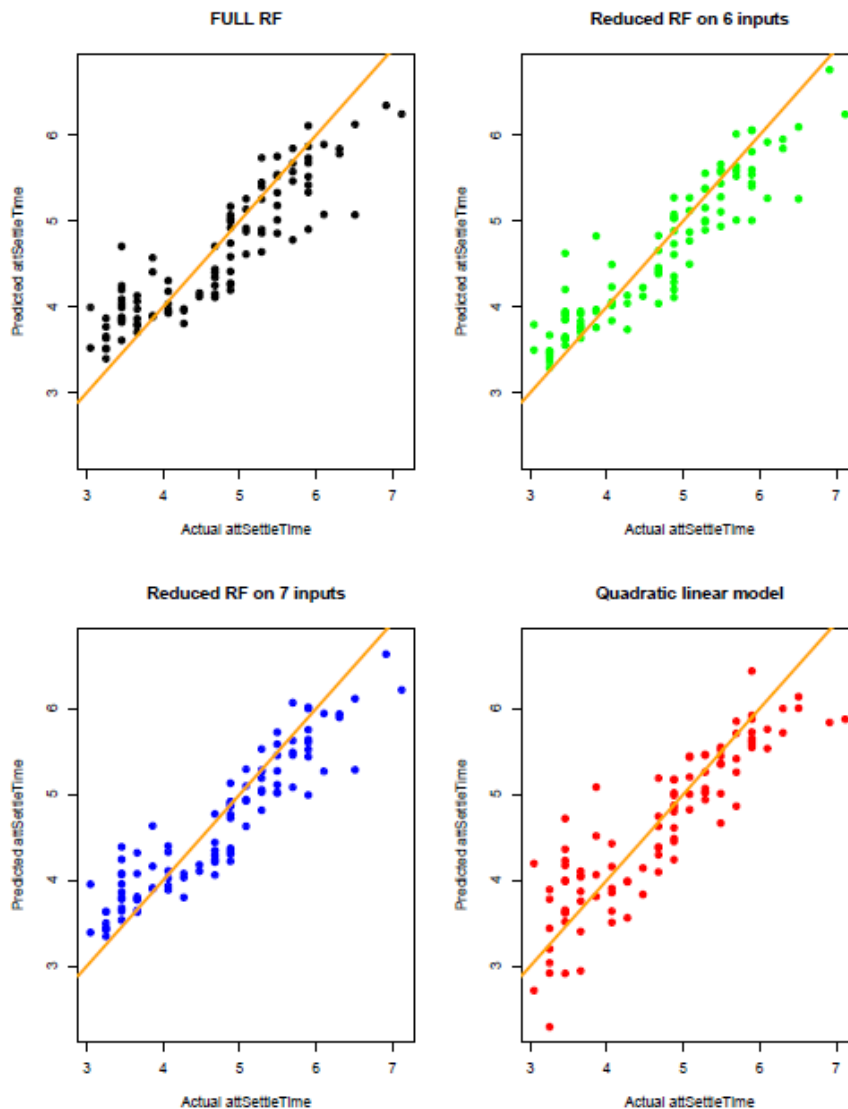 FULL RF
Predicted attSettleTime
6
5
4
3
3 4 5 6 7
Actual attSettleTime
Reduced RF on 6 inputs
Predicted attSettleTime
6
5
4
3
3 4 5 6 7
Actual attSettleTime
Reduced RF on 7 inputs
Predicted attSettleTime
6
5
4
3
3 4 5 6 7
Actual attSettleTime
Quadratic linear model
Predicted attSettleTime
6
5
4
3
3 4 5 6 7
Actual attSettleTime